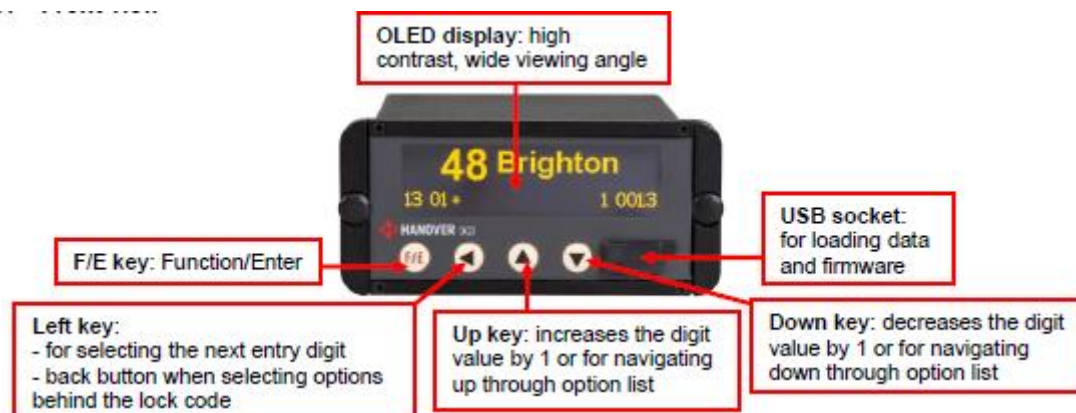 OLED display: high
contrast, wide viewing angle
48 Brighton
13 01+
1 0013
HANOVER
F/E
USB socket:
for loading data
and firmware
F/E key: Function/Enter
Left key:
- for selecting the next entry digit
- back button when selecting options
behind the lock code
Up key: increases the digit
value by 1 or for navigating
up through option list
Down key: decreases the digit
value by 1 or for navigating
down through option list